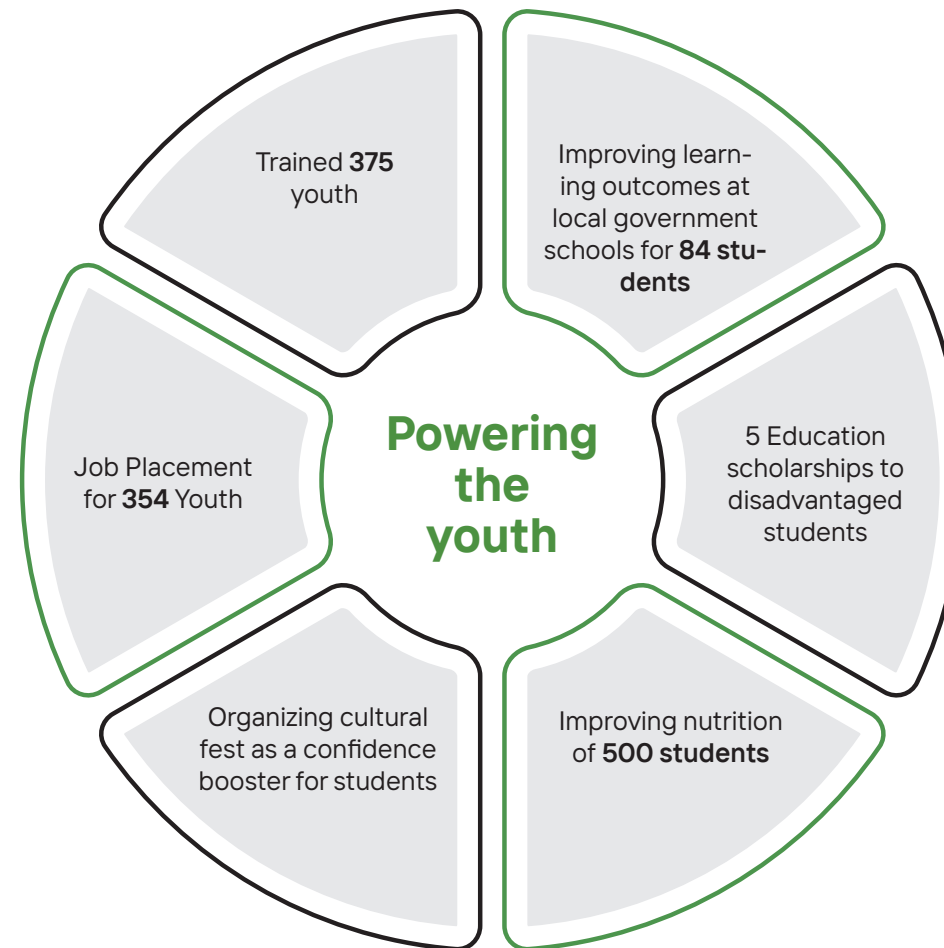 Trained 375
youth
Improving learn-
ing outcomes at
local government
schools for 84 stu-
dents
Job Placement
for 354 Youth
Powering
the
youth
5 Education
scholarships to
disadvantaged
students
Organizing cultural
fest as a confidence
booster for students
Improving nutrition
of 500 students